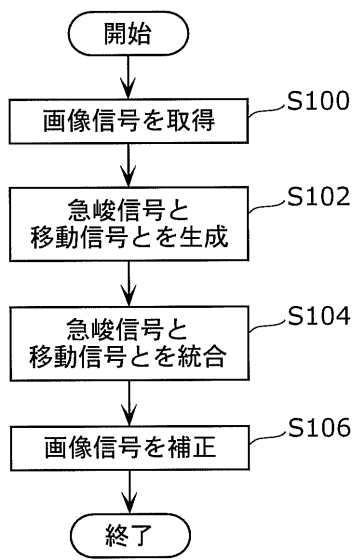 開始
画像信号を取得
S100
急峻信号と
移動信号とを生成
S102
急峻信号と
移動信号とを統合
S104
画像信号を補正
S106
終了